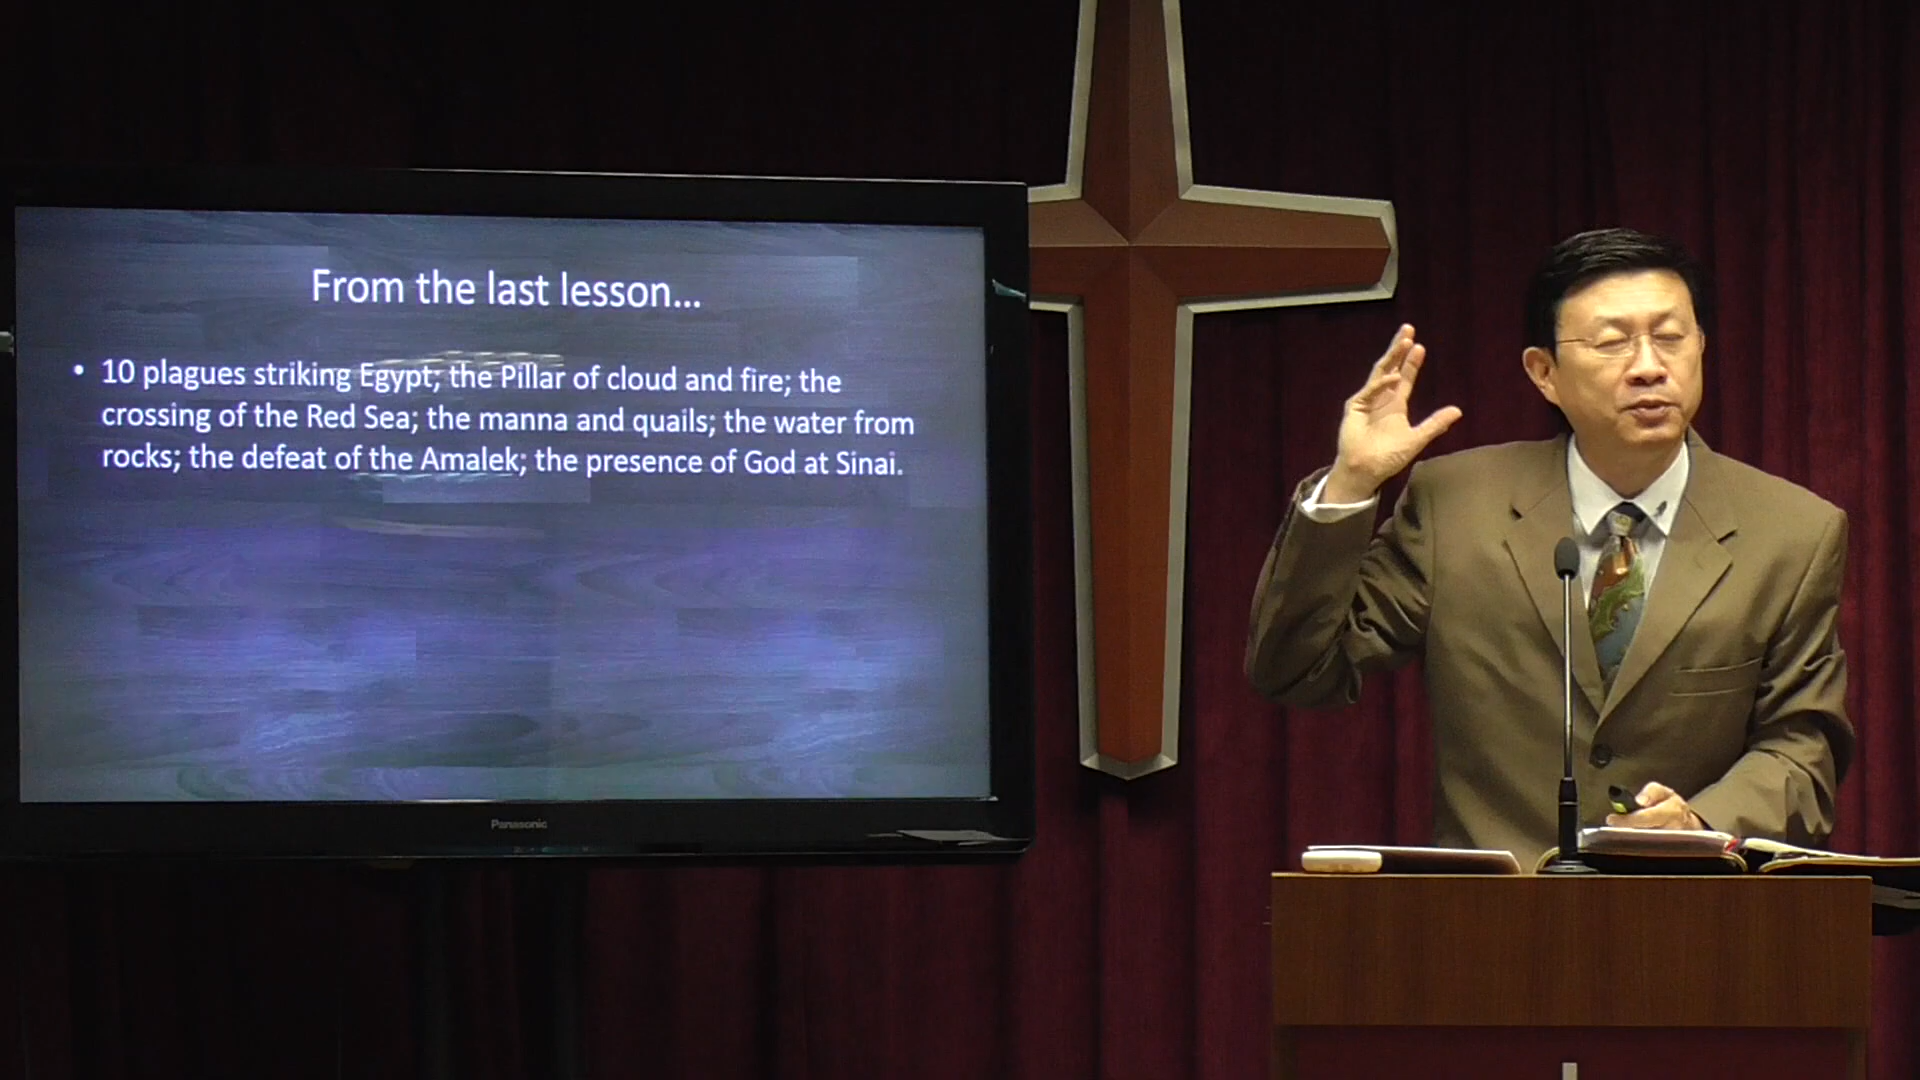 From the last lesson...
• 10 plagues striking Egypt; the Pillar of cloud and fire; the
crossing of the Red Sea; the manna and quails; the water from
rocks; the defeat of the Amalek; the presence of God at Sinai.
Panasonic